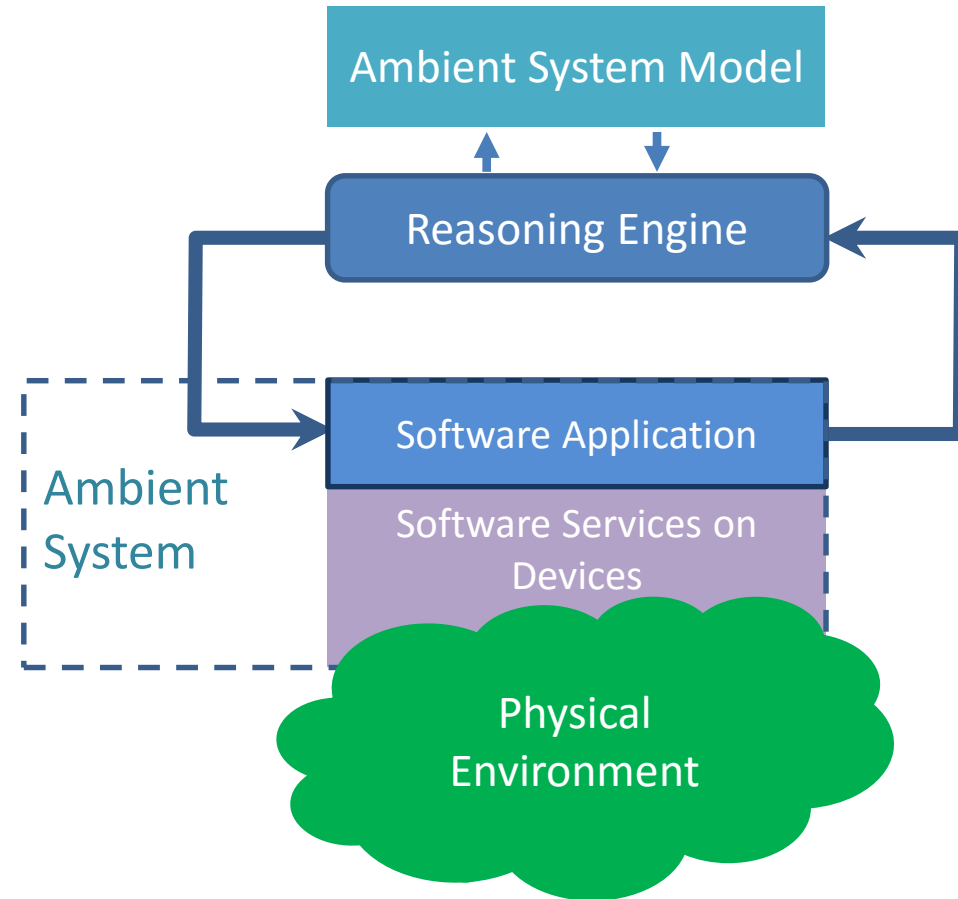 Ambient System Model
Reasoning Engine
Software Application
Ambient
System
Software Services on
Devices
Physical
Environment